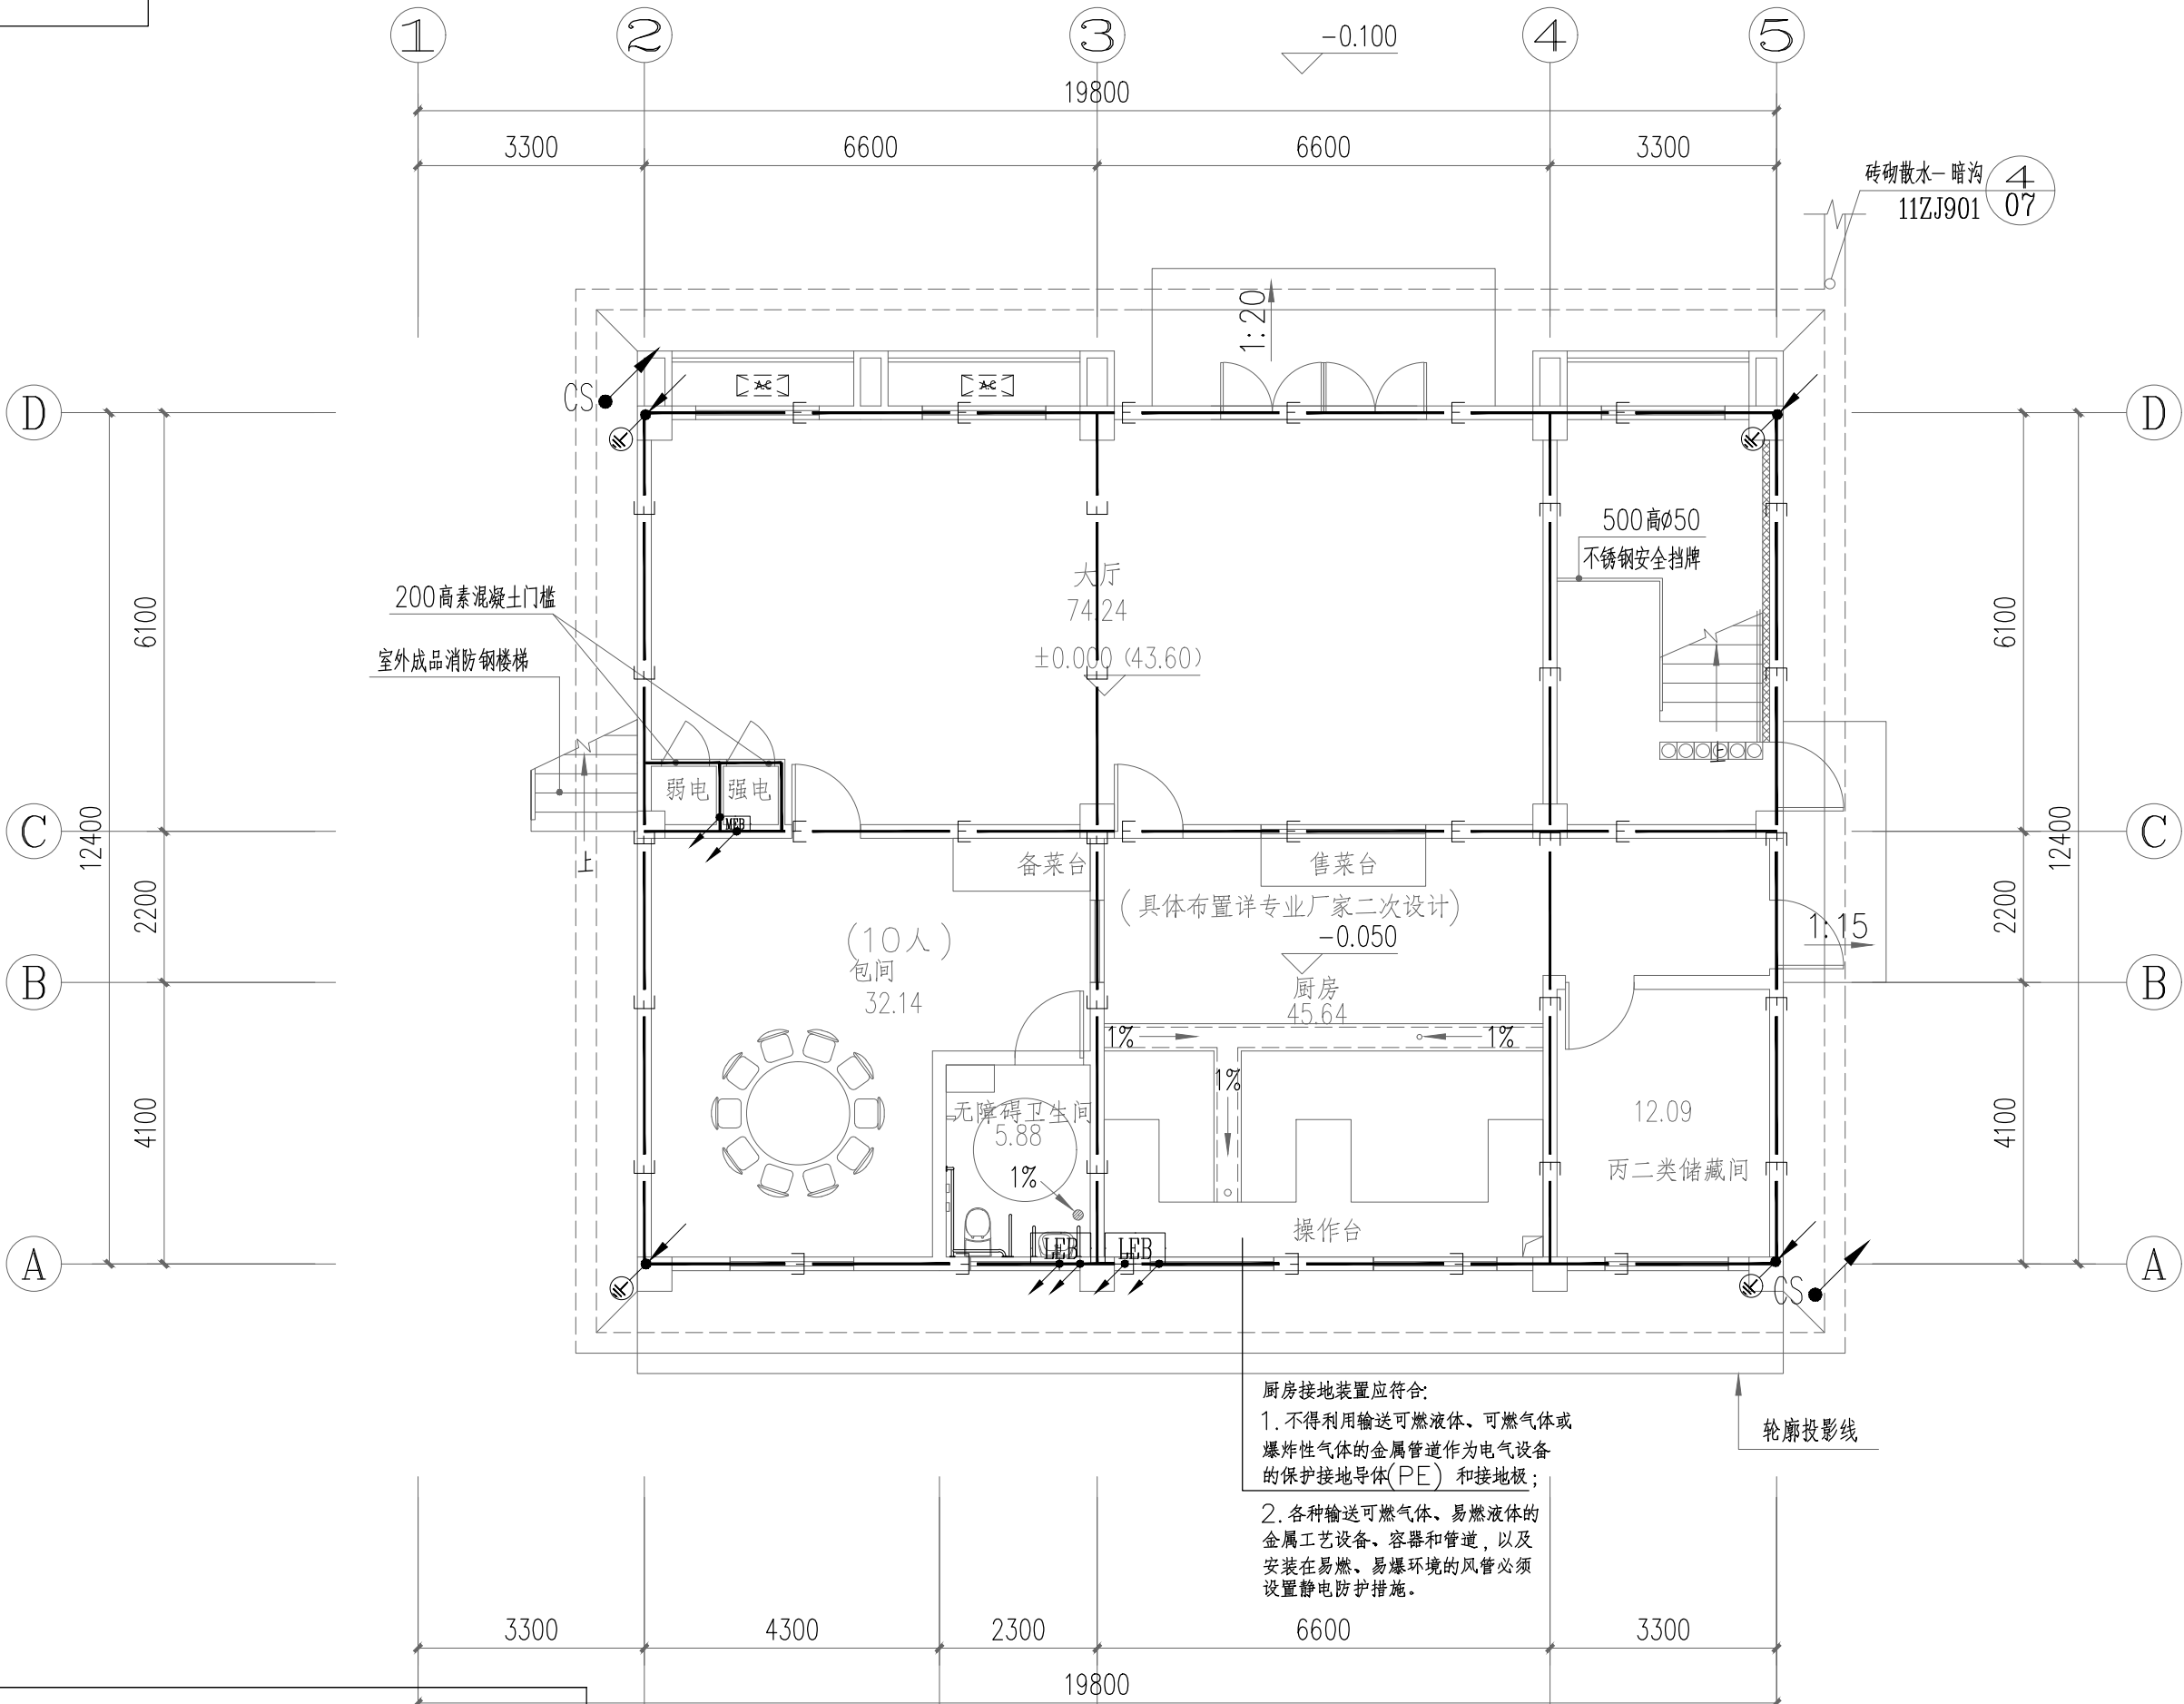 1
2
3
4
5
-0.100
19800
3300
6600
6600
3300
砖砌散水-暗沟
4
11ZJ901
07
1:20
CS
A.C
A.C
D
D
500高ø50
不锈钢安全挡牌
大厅
74.24
200高素混凝土门槛
6100
6100
±0.000 (43.60)
室外成品消防钢楼梯
上
弱电
强电
MEB
C
C
12400
12400
上
备菜台
售菜台
(具体布置详专业厂家二次设计)
2200
2200
1:15
(10人)
-0.050
包间
32.14
B
B
厨房
45.64
1%
1%
1%
无障碍卫生间
5.88
12.09
4100
4100
1%
丙二类储藏间
操作台
LEB
LEB
A
A
CS
厨房接地装置应符合:
1. 不得利用输送可燃液体、可燃气体或
爆炸性气体的金属管道作为电气设备
的保护接地导体(PE) 和接地极;
轮廓投影线
2. 各种输送可燃气体、易燃液体的
金属工艺设备、容器和管道, 以及
安装在易燃、易爆环境的风管必须
设置静电防护措施。
3300
4300
2300
6600
3300
19800